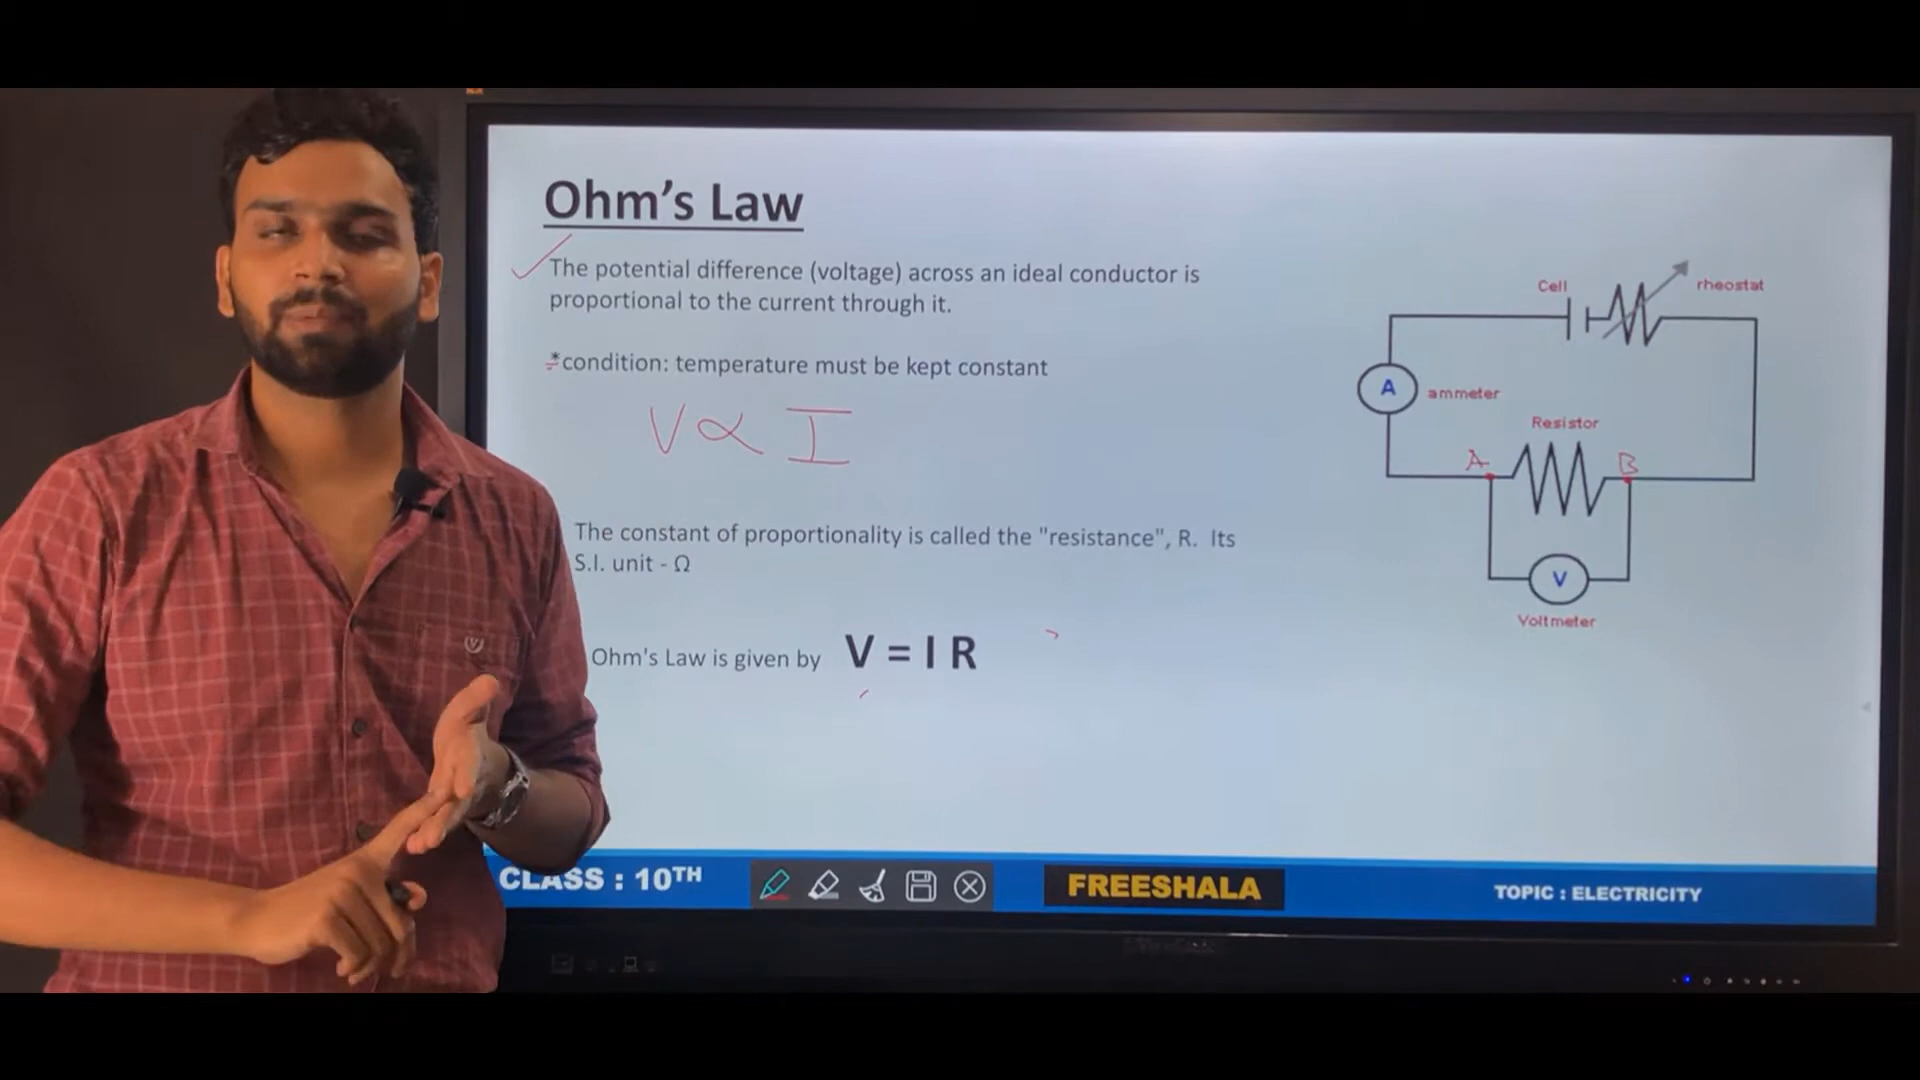 Ohm's Law
The potential difference (voltage) across an ideal conductor is
proportional to the current through it.
*condition: temperature must be kept constant
V ∝ I
The constant of proportionality is called the "resistance", R. Its
S.I. unit - Ω
Ohm's Law is given by V = I R
Cell
rheostat
A
ammeter
Resistor
A
B
V
Voltmeter
CLASS : 10TH
FREESHALA
TOPIC : ELECTRICITY